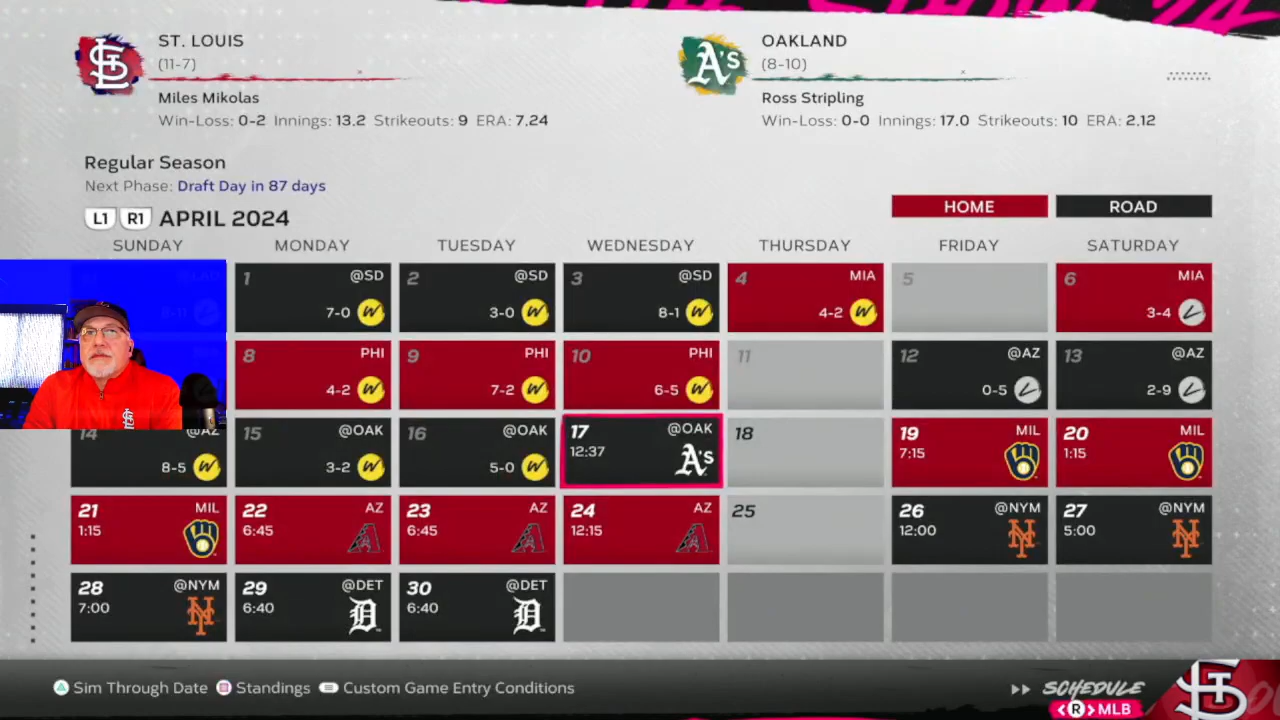 ST. LOUIS
(11-7)
Miles Mikolas
Win-Loss: 0-2 Innings: 13.2 Strikeouts: 9 ERA: 7.24
A's
OAKLAND
(8-10)
Ross Stripling
Win-Loss: 0-0 Innings: 17.0 Strikeouts: 10 ERA: 2.12
Regular Season
Next Phase: Draft Day in 87 days
L1 R1 APRIL 2024
HOME ROAD
SUNDAY MONDAY TUESDAY WEDNESDAY THURSDAY FRIDAY SATURDAY
1 @SD 2 @SD 3 @SD 4 MIA 5 6 MIA
7-0 W 3-0 W 8-1 W 4-2 W 3-4 L
8 PHI 9 PHI 10 PHI 11 12 @AZ 13 @AZ
4-2 W 7-2 W 6-5 W 0-5 L 2-9 L
14 @AZ 15 @OAK 16 @OAK 17 @OAK 18 19 MIL 20 MIL
8-5 W 3-2 W 5-0 W 12:37 A's 7:15 1:15
21 MIL 22 AZ 23 AZ 24 AZ 25 26 @NYM 27 @NYM
1:15 6:45 6:45 12:15 12:00 5:00
28 @NYM 29 @DET 30 @DET
7:00 6:40 6:40
Sim Through Date Standings Custom Game Entry Conditions
SCHEDULE
R MLB